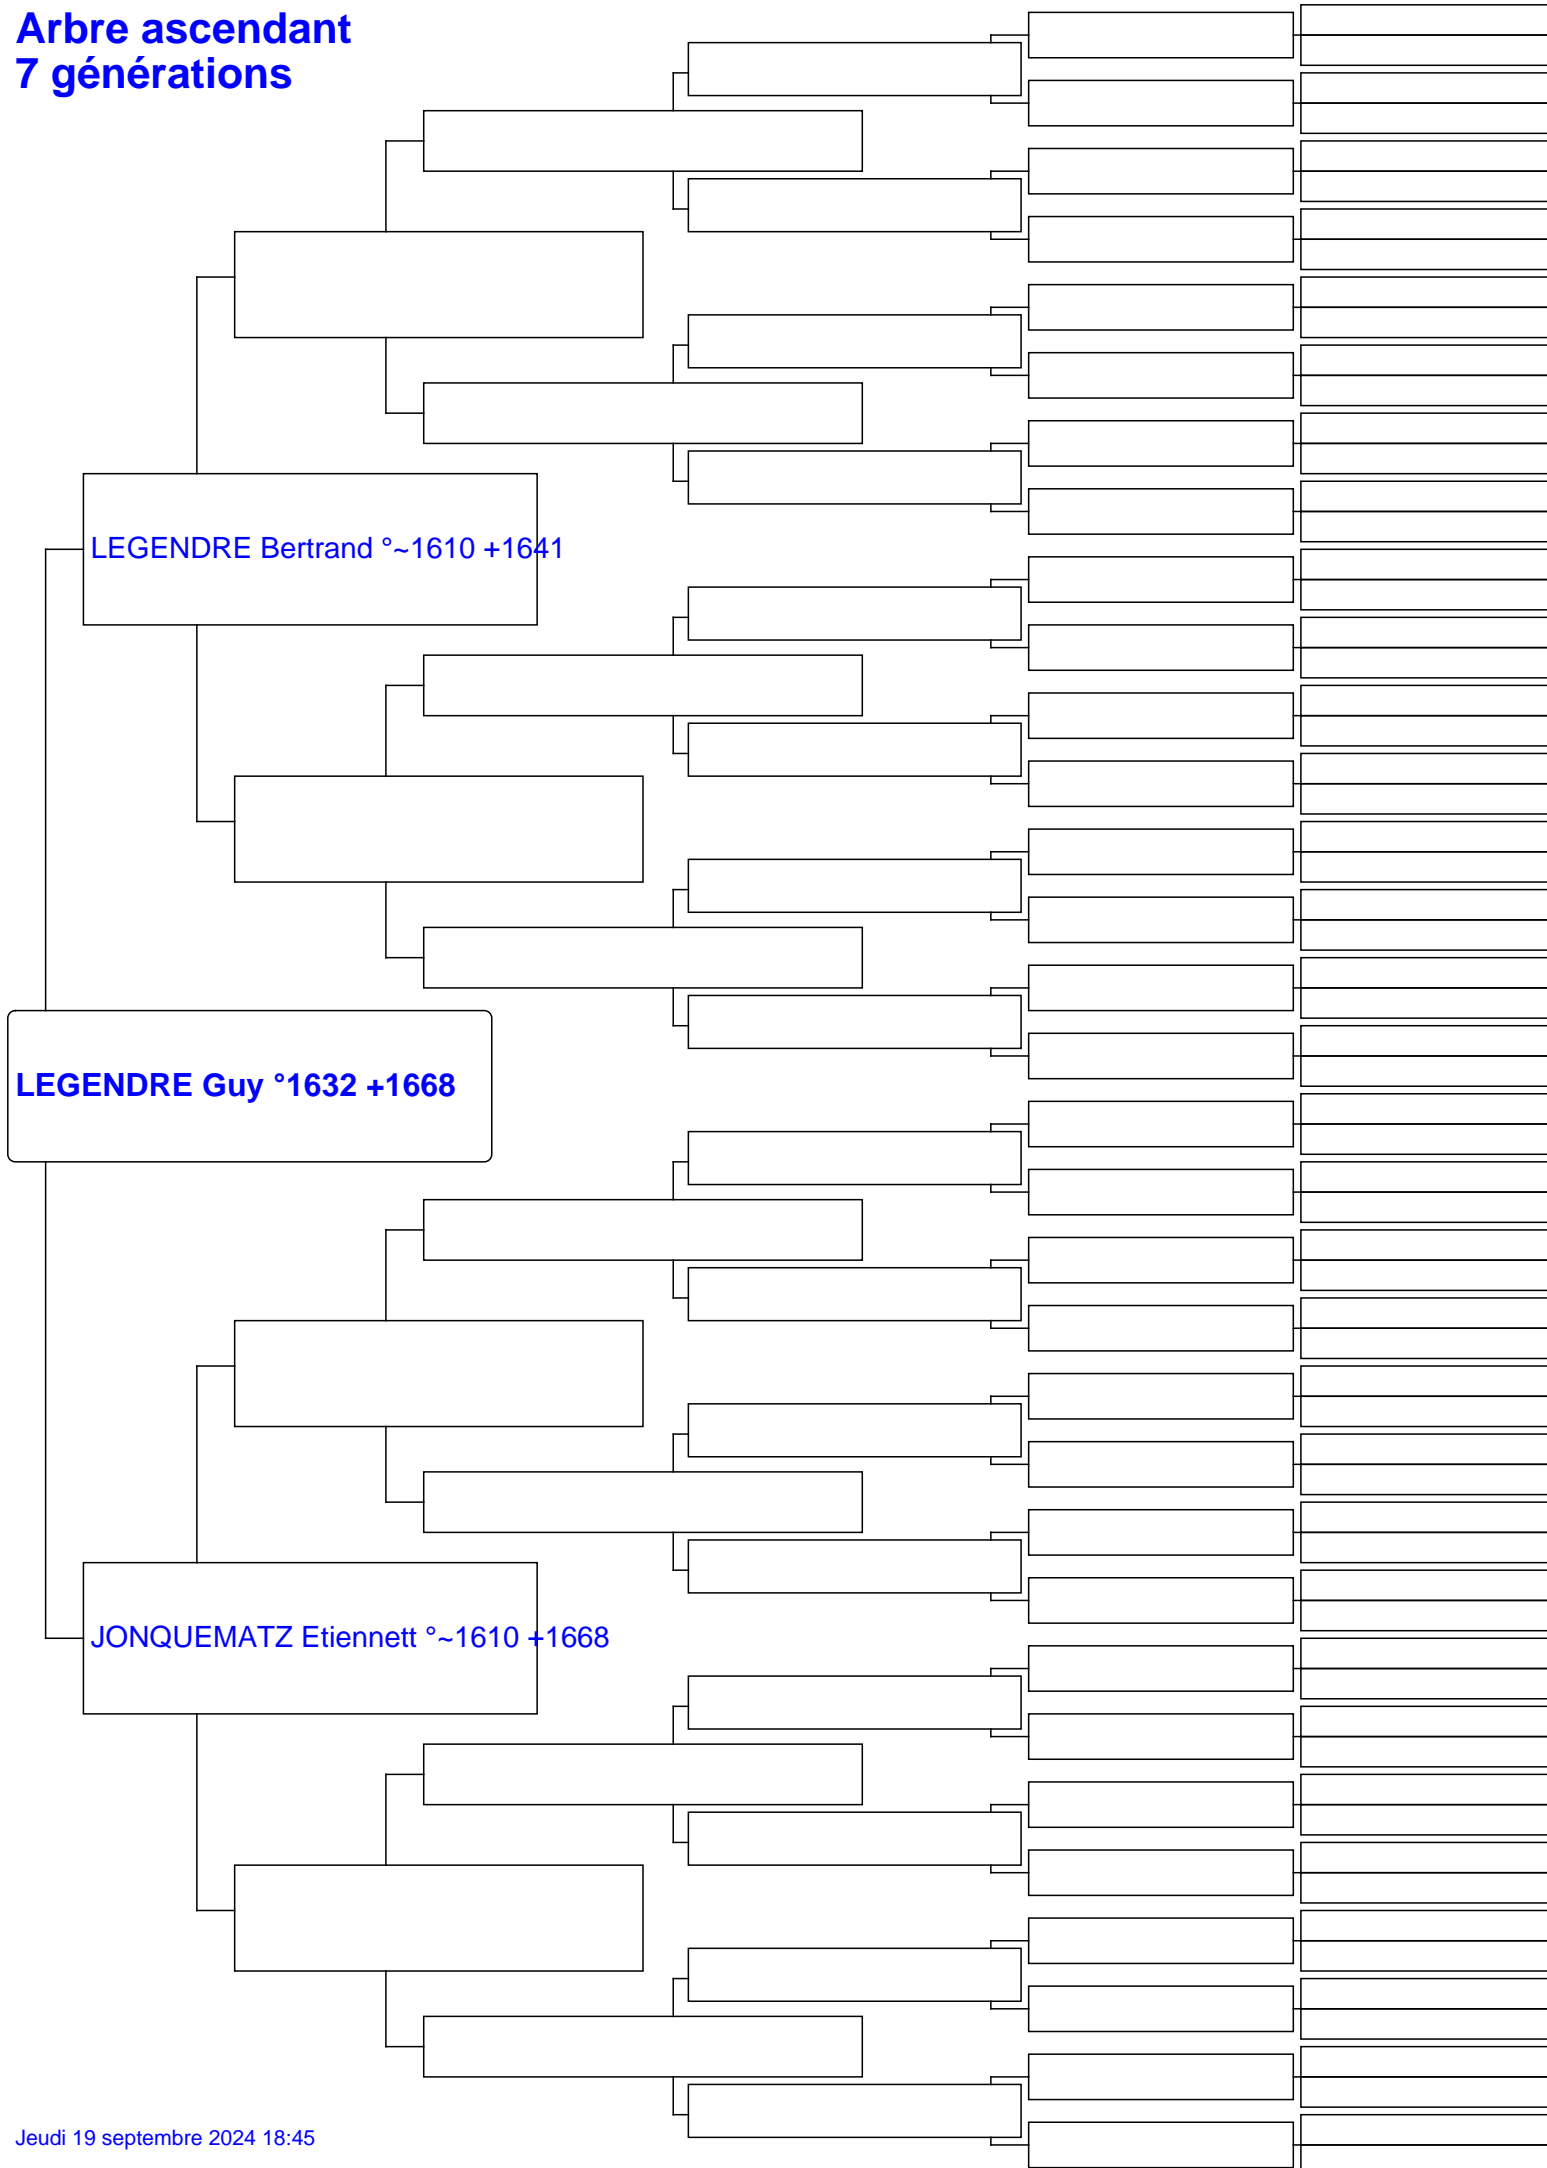 Arbre ascendant
7 générations
LEGENDRE Bertrand °~1610 +1641
LEGENDRE Guy °1632 +1668
JONQUEMATZ Etiennett °~1610 +1668
Jeudi 19 septembre 2024 18:45